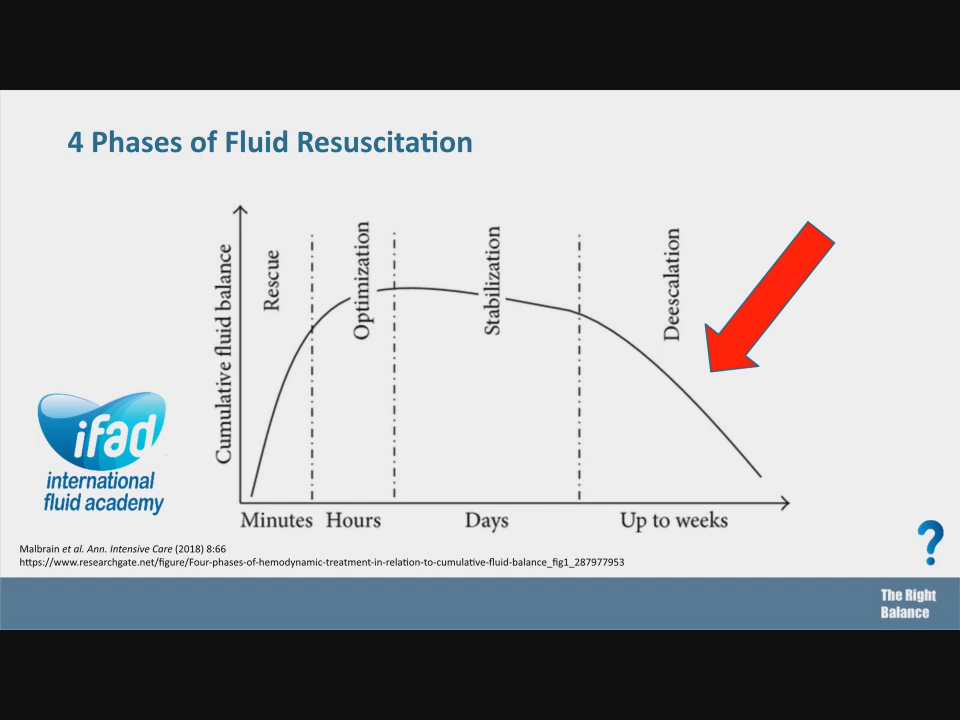 4 Phases of Fluid Resuscitation
Cumulative fluid balance
Rescue
Optimization
Stabilization
Deescalation
Minutes Hours Days Up to weeks
ifad
international
fluid academy
Malbrain et al. Ann. Intensive Care (2018) 8:66
https://www.researchgate.net/figure/Four-phases-of-hemodynamic-treatment-in-relation-to-cumulative-fluid-balance_fig1_287977953
?
The Right
Balance